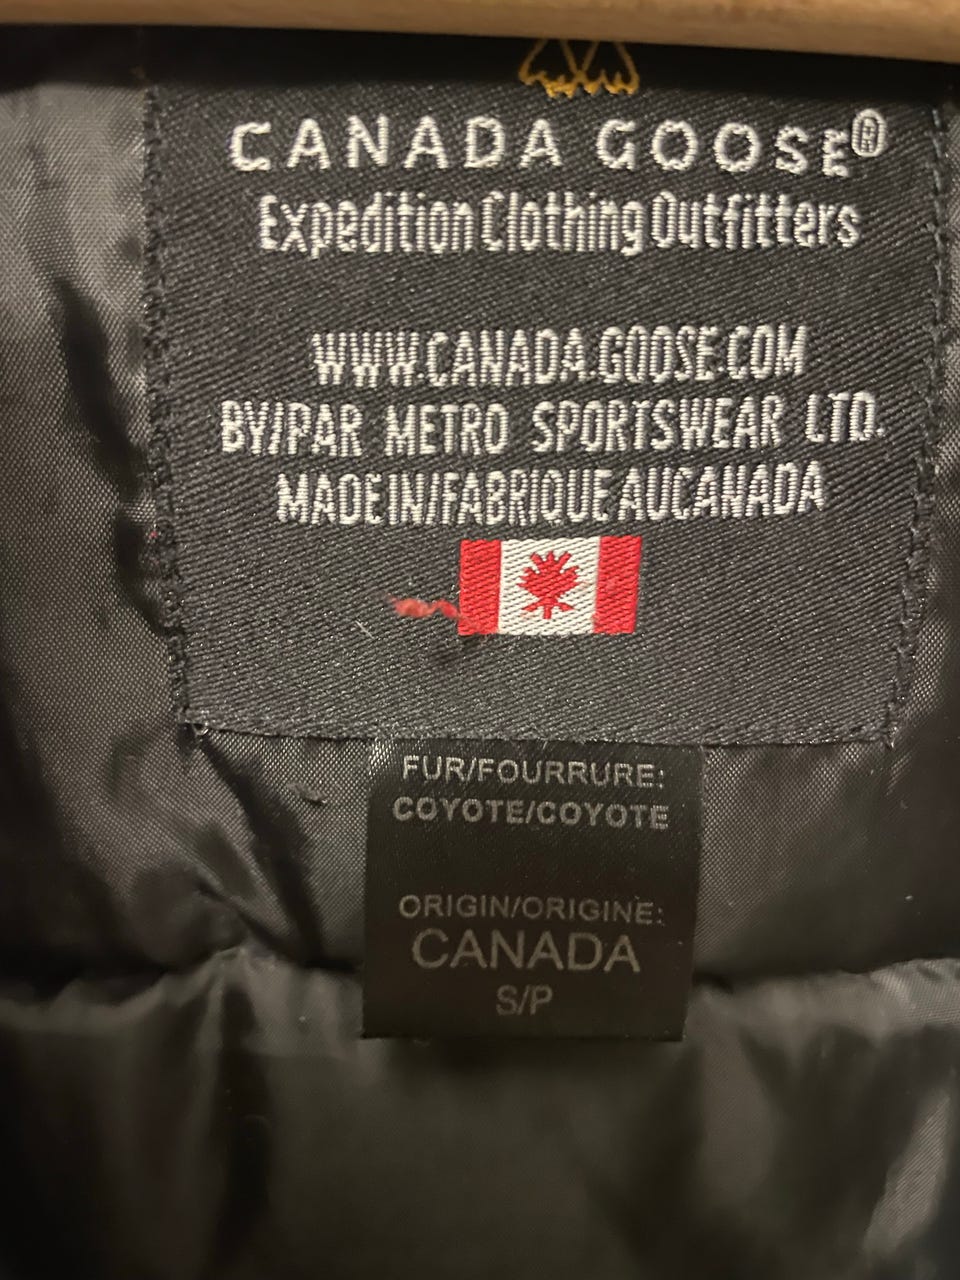 CANADA GOOSE®
Expedition Clothing Outfitters
WWW.CANADA.GOOSE.COM
BY/PAR METRO SPORTSWEAR LTD.
MADE IN/FABRIQUE AU CANADA
FUR/FOURRURE:
COYOTE/COYOTE
ORIGIN/ORIGINE:
CANADA
S/P